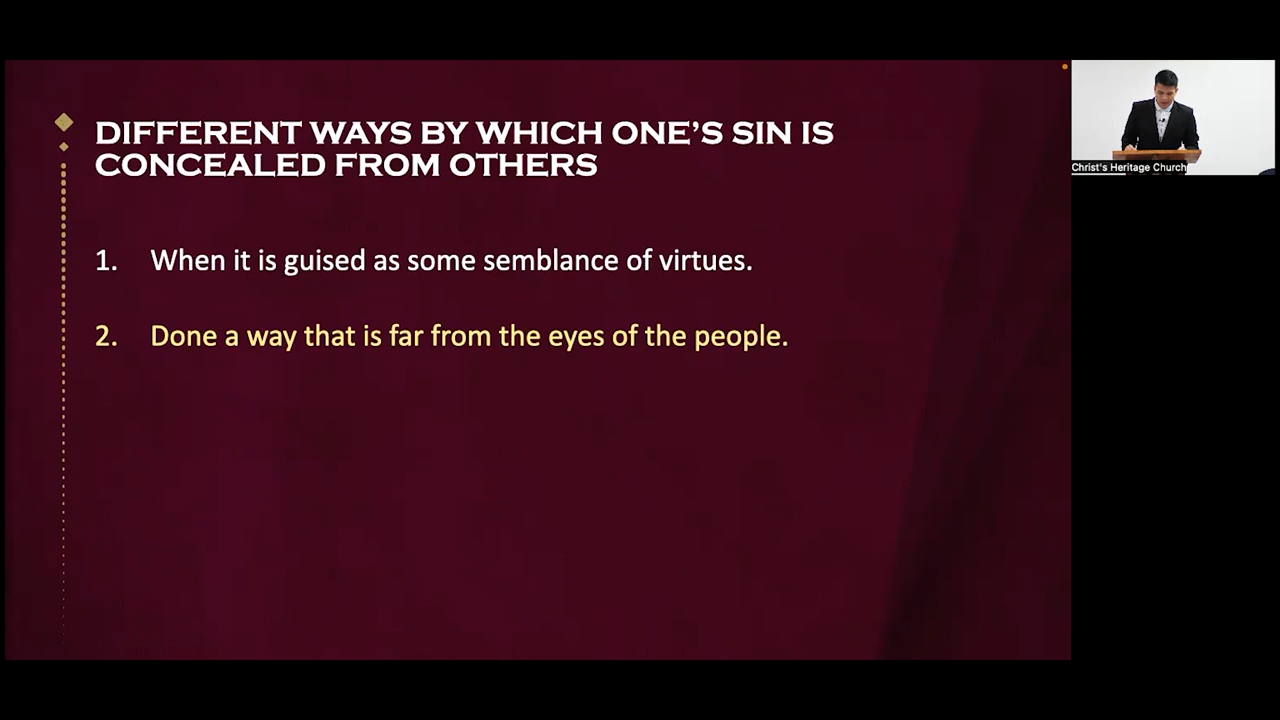 DIFFERENT WAYS BY WHICH ONE'S SIN IS
CONCEALED FROM OTHERS
1. When it is guised as some semblance of virtues.
2. Done a way that is far from the eyes of the people.
Christ's Heritage Church